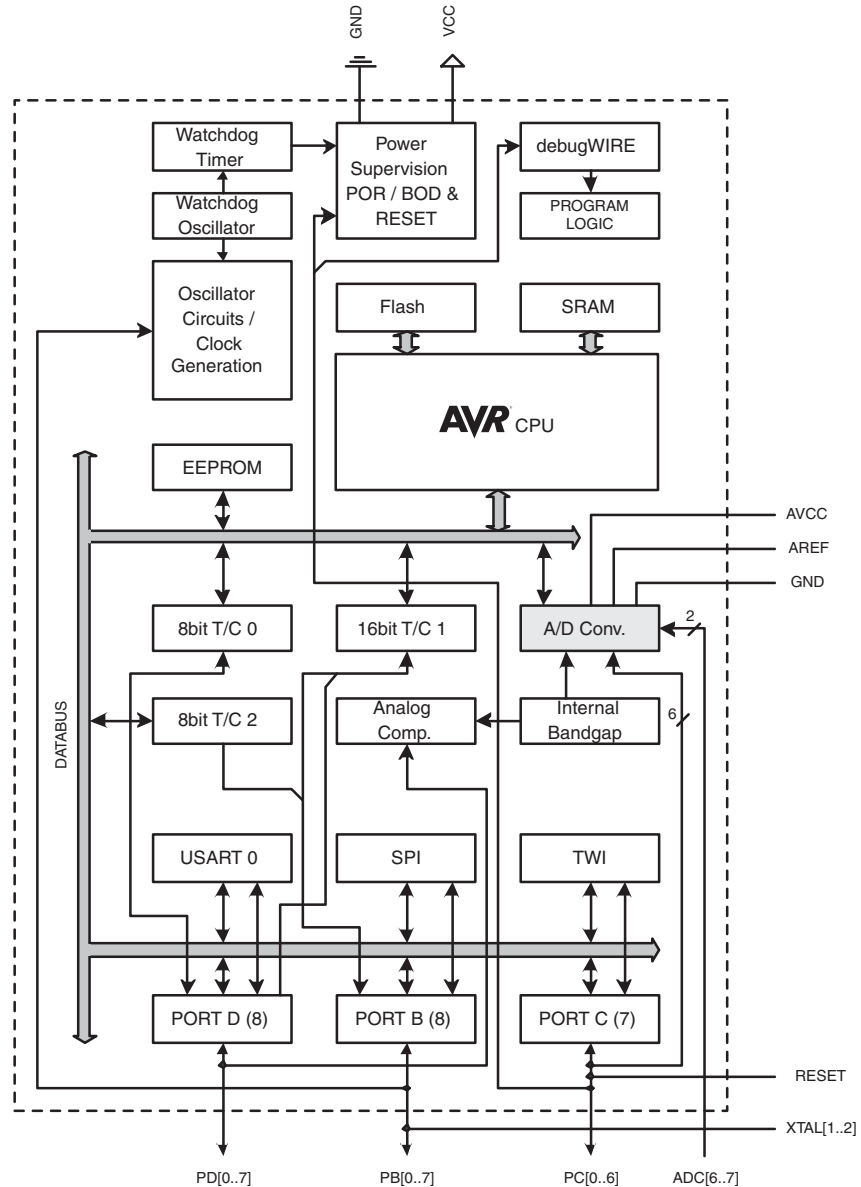 GND
VCC
Watchdog
Timer
Power
Supervision
POR / BOD &
RESET
debugWIRE
Watchdog
Oscillator
PROGRAM
LOGIC
Oscillator
Circuits /
Clock
Generation
Flash
SRAM
AVR CPU
EEPROM
AVCC
AREF
GND
8bit T/C 0
16bit T/C 1
A/D Conv.
2
8bit T/C 2
Analog
Comp.
Internal
Bandgap
6
DATABUS
USART 0
SPI
TWI
PORT D (8)
PORT B (8)
PORT C (7)
RESET
XTAL[1..2]
PD[0..7]
PB[0..7]
PC[0..6]
ADC[6..7]